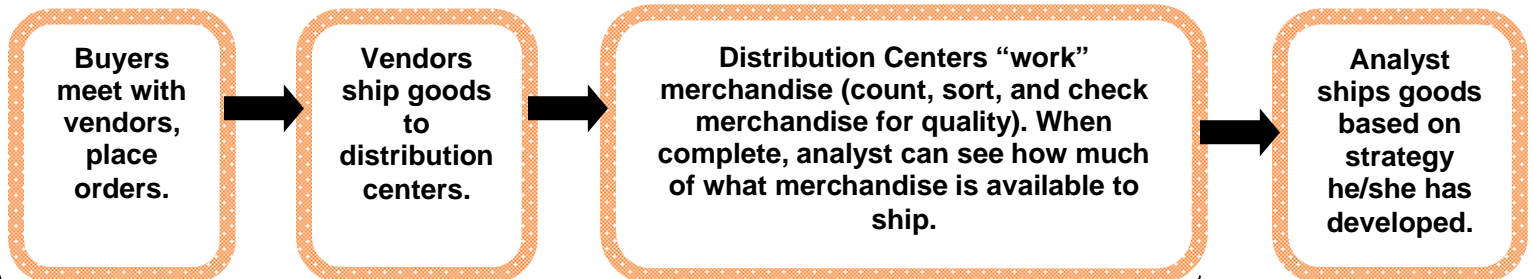 Buyers
meet with
vendors,
place
orders.
Vendors
ship goods
to
distribution
centers.
Distribution Centers “work”
merchandise (count, sort, and check
merchandise for quality). When
complete, analyst can see how much
of what merchandise is available to
ship.
Analyst
ships goods
based on
strategy
he/she has
developed.